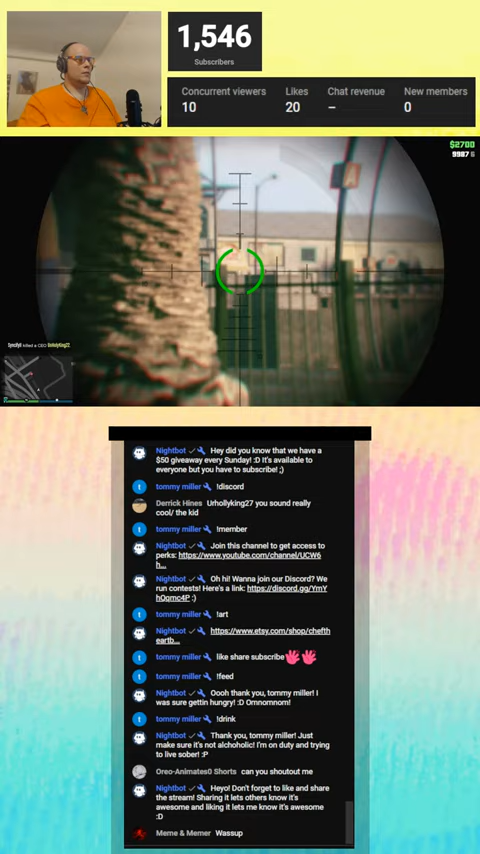 1,546
Subscribers
Concurrent viewers
10
Likes
20
Chat revenue
–
New members
0
$2700
9987 6
killed a CEO UnholyKing22
Nightbot Hey did you know that we have a
$50 giveaway every Sunday! :D It's available to
everyone but you have to subscribe! ;)
t tommy miller !discord
Derrick Hines Urhollyking27 you sound really
cool/ the kid
t tommy miller !member
Nightbot Join this channel to get access to
perks: https://www.youtube.com/channel/UCW6
h...
Nightbot Oh hi! Wanna join our Discord? We
run contests! Here's a link: https://discord.gg/YmY
hQqmc4P :)
t tommy miller !art
Nightbot https://www.etsy.com/shop/chefth
eartb...
t tommy miller like share subscribe
t tommy miller !feed
Nightbot Oooh thank you, tommy miller! I
was sure gettin hungry! :D Omnomnom!
t tommy miller !drink
Nightbot Thank you, tommy miller! Just
make sure it's not alchoholic! I'm on duty and trying
to live sober! :P
Oreo-Animates0 Shorts can you shoutout me
Nightbot Heyo! Don't forget to like and share
the stream! Sharing it lets others know it's
awesome and liking it lets me know it's awesome
:D
Meme & Memer Wassup